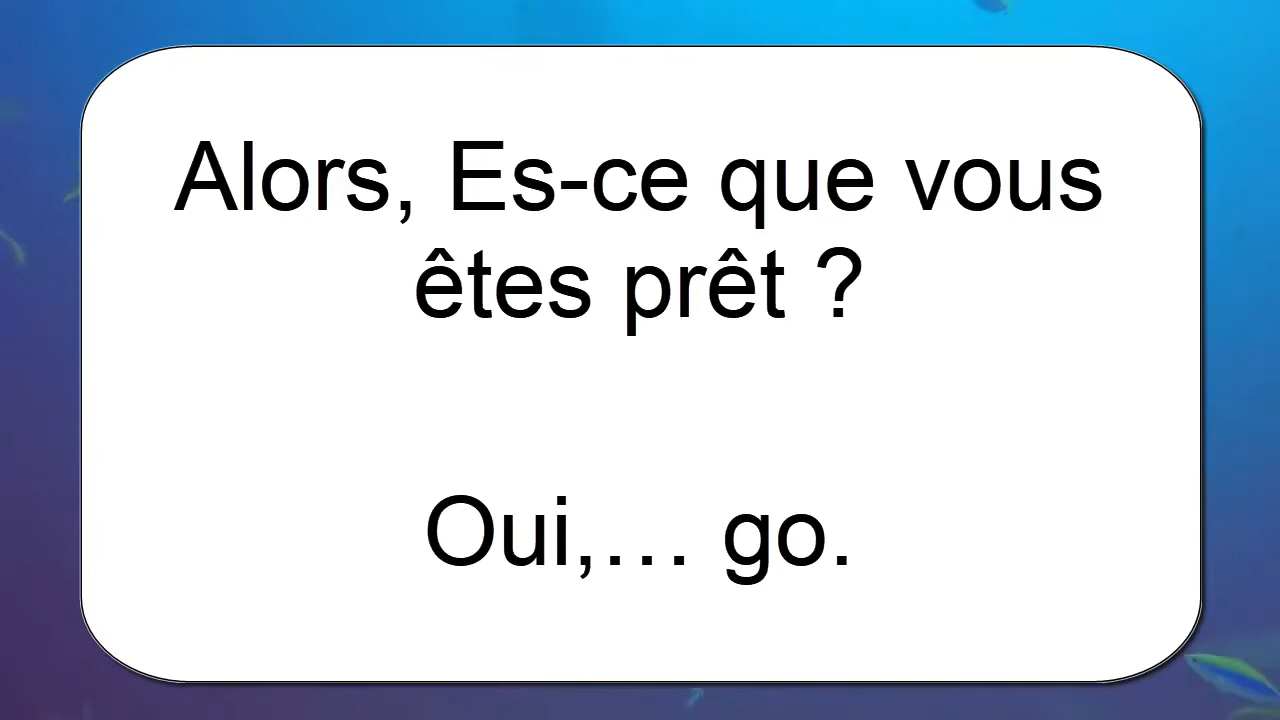 Alors, Es-ce que vous
êtes prêt ?
Oui,… go.